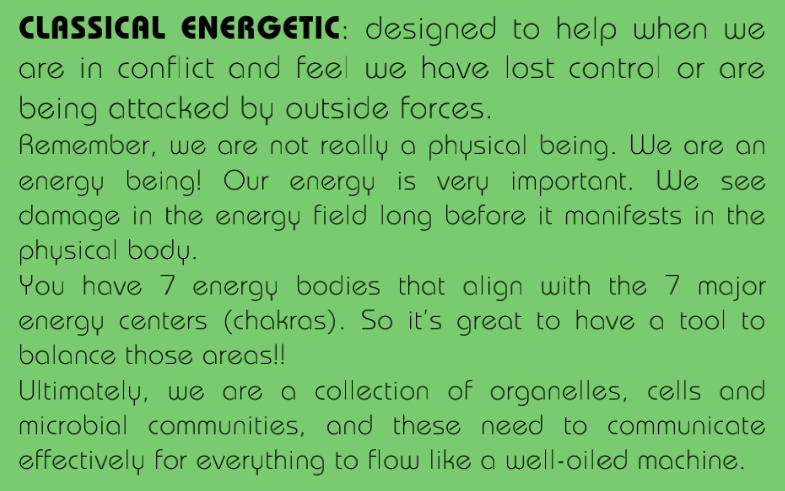 CLASSICAL ENERGETIC: designed to help when we
are in conflict and feel we have lost control or are
being attacked by outside forces.
Remember, we are not really a physical being. We are an
energy being! Our energy is very important. We see
damage in the energy field long before it manifests in the
physical body.
You have 7 energy bodies that align with the 7 major
energy centers (chakras). So it's great to have a tool to
balance those areas!!
Ultimately, we are a collection of organelles, cells and
microbial communities, and these need to communicate
effectively for everything to flow like a well-oiled machine.